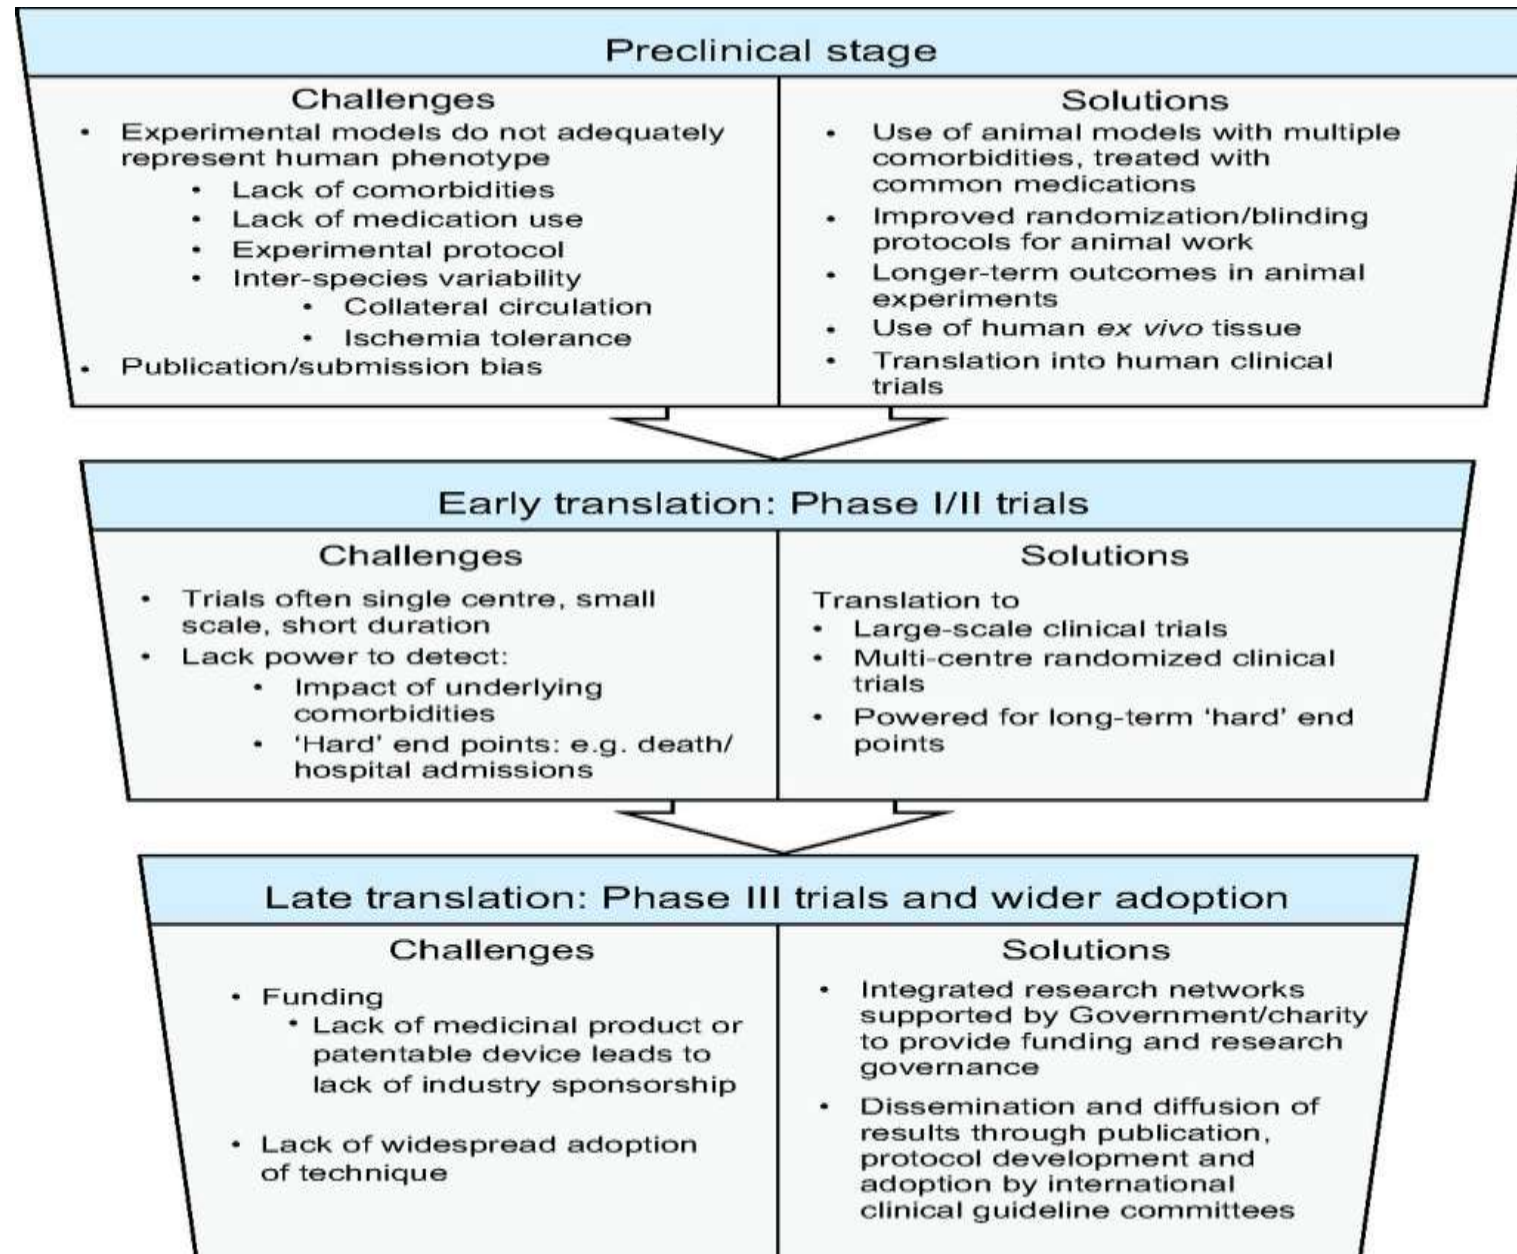 Preclinical stage
Challenges
• Experimental models do not adequately
represent human phenotype
• Lack of comorbidities
• Lack of medication use
• Experimental protocol
• Inter-species variability
• Collateral circulation
• Ischemia tolerance
• Publication/submission bias
Solutions
• Use of animal models with multiple
comorbidities, treated with
common medications
• Improved randomization/blinding
protocols for animal work
• Longer-term outcomes in animal
experiments
• Use of human ex vivo tissue
• Translation into human clinical
trials
Early translation: Phase I/II trials
Challenges
• Trials often single centre, small
scale, short duration
• Lack power to detect:
• Impact of underlying
comorbidities
• ‘Hard’ end points: e.g. death/
hospital admissions
Solutions
Translation to
• Large-scale clinical trials
• Multi-centre randomized clinical
trials
• Powered for long-term ‘hard’ end
points
Late translation: Phase III trials and wider adoption
Challenges
• Funding
• Lack of medicinal product or
patentable device leads to
lack of industry sponsorship
• Lack of widespread adoption
of technique
Solutions
• Integrated research networks
supported by Government/charity
to provide funding and research
governance
• Dissemination and diffusion of
results through publication,
protocol development and
adoption by international
clinical guideline committees